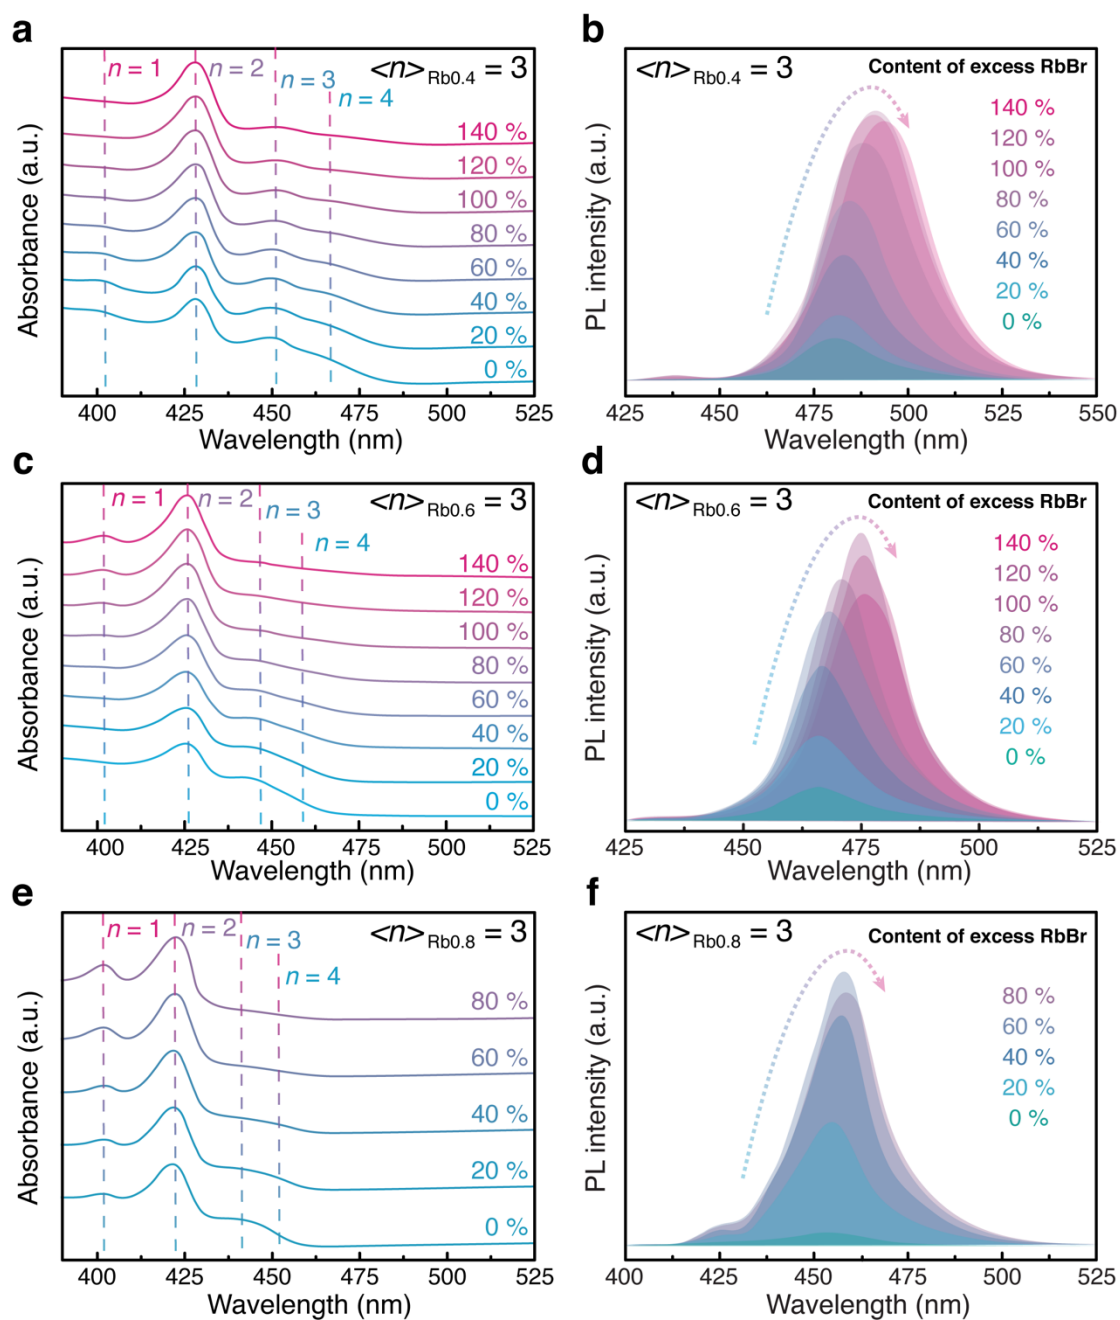 a
n = 1
n = 2
<n>Rb0.4 = 3
n = 3
n = 4
140 %
120 %
100 %
80 %
60 %
40 %
20 %
0 %
Absorbance (a.u.)
400 425 450 475 500 525
Wavelength (nm)
b
<n>Rb0.4 = 3
Content of excess RbBr
140 %
120 %
100 %
80 %
60 %
40 %
20 %
0 %
PL intensity (a.u.)
425 450 475 500 525 550
Wavelength (nm)
c
n = 1
n = 2
<n>Rb0.6 = 3
n = 3
n = 4
140 %
120 %
100 %
80 %
60 %
40 %
20 %
0 %
Absorbance (a.u.)
400 425 450 475 500 525
Wavelength (nm)
d
<n>Rb0.6 = 3
Content of excess RbBr
140 %
120 %
100 %
80 %
60 %
40 %
20 %
0 %
PL intensity (a.u.)
425 450 475 500 525
Wavelength (nm)
e
n = 1
n = 2
<n>Rb0.8 = 3
n = 3
n = 4
80 %
60 %
40 %
20 %
0 %
Absorbance (a.u.)
400 425 450 475 500 525
Wavelength (nm)
f
<n>Rb0.8 = 3
Content of excess RbBr
80 %
60 %
40 %
20 %
0 %
PL intensity (a.u.)
400 425 450 475 500 525
Wavelength (nm)